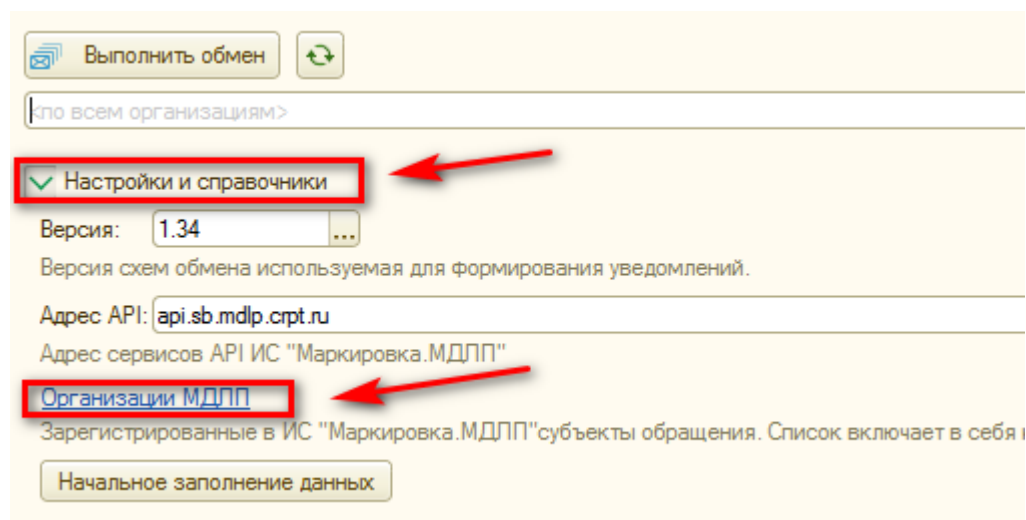 Выполнить обмен
<по всем организациям>
Настройки и справочники
Версия: 1.34 ...
Версия схем обмена используемая для формирования уведомлений.
Адрес API: api.sb.mdlp.crpt.ru
Адрес сервисов API ИС "Маркировка.МДЛП"
Организации МДЛП
Зарегистрированные в ИС "Маркировка.МДЛП"субъекты обращения. Список включает в себя
Начальное заполнение данных